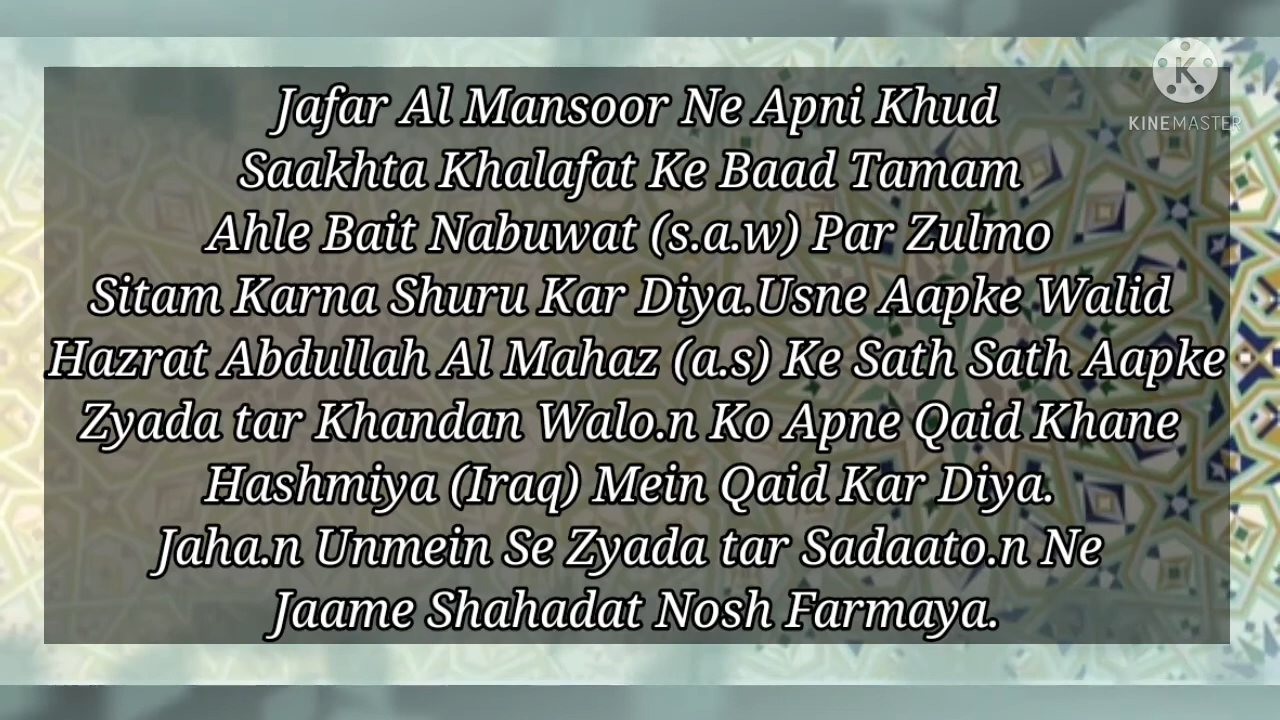 Jafar Al Mansoor Ne Apni Khud
Saakhta Khalafat Ke Baad Tamam
Ahle Bait Nabuwat (s.a.w) Par Zulmo
Sitam Karna Shuru Kar Diya.Usne Aapke Walid
Hazrat Abdullah Al Mahaz (a.s) Ke Sath Sath Aapke
Zyada tar Khandan Walo.n Ko Apne Qaid Khane
Hashmiya (Iraq) Mein Qaid Kar Diya.
Jaha.n Unmein Se Zyada tar Sadaato.n Ne
Jaame Shahadat Nosh Farmaya.
K
KINEMASTER